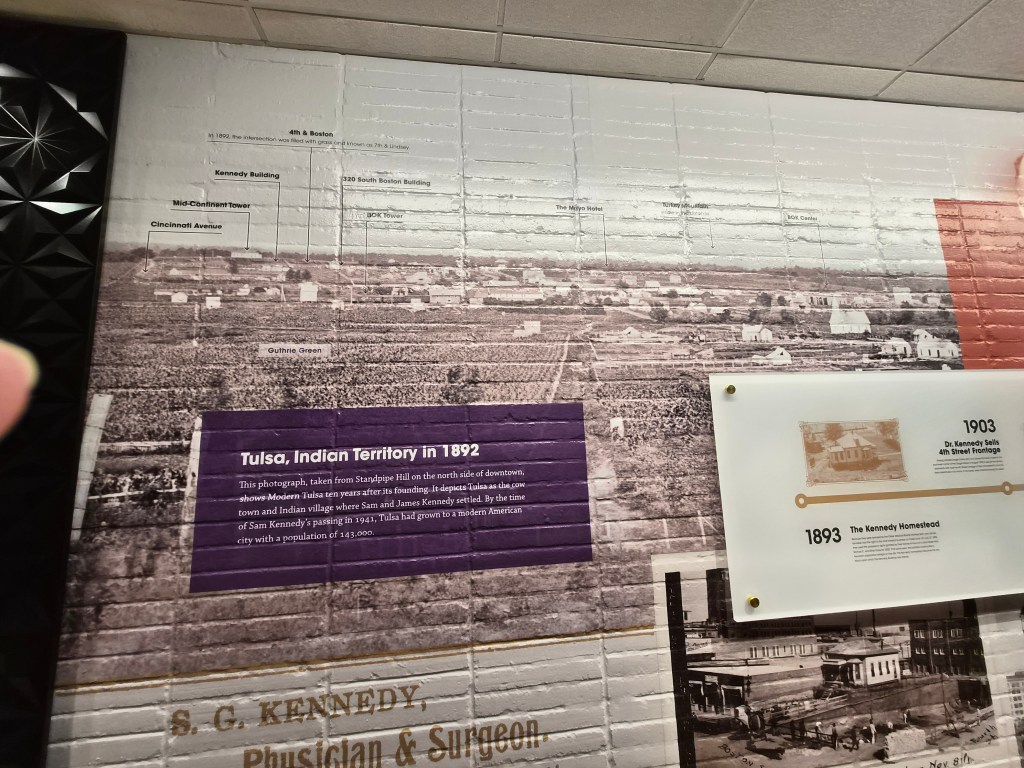 4th & Boston
In 1892, the intersection was filled with grass and known as 7th & Lindsey.
Kennedy Building
320 South Boston Building
Mid-Continent Tower
BOK Tower
The Mayo Hotel
Turkey Mountain
BOK Center
Cincinnati Avenue
Guthrie Green
Tulsa, Indian Territory in 1892
This photograph, taken from Standpipe Hill on the north side of downtown,
shows Modern Tulsa ten years after its founding. It depicts Tulsa as the cow
town and Indian village where Sam and James Kennedy settled. By the time
of Sam Kennedy's passing in 1941, Tulsa had grown to a modern American
city with a population of 143,000.
1903
Dr. Kennedy Sells
4th Street Frontage
1893 The Kennedy Homestead
S. G. KENNEDY,
Physician & Surgeon.